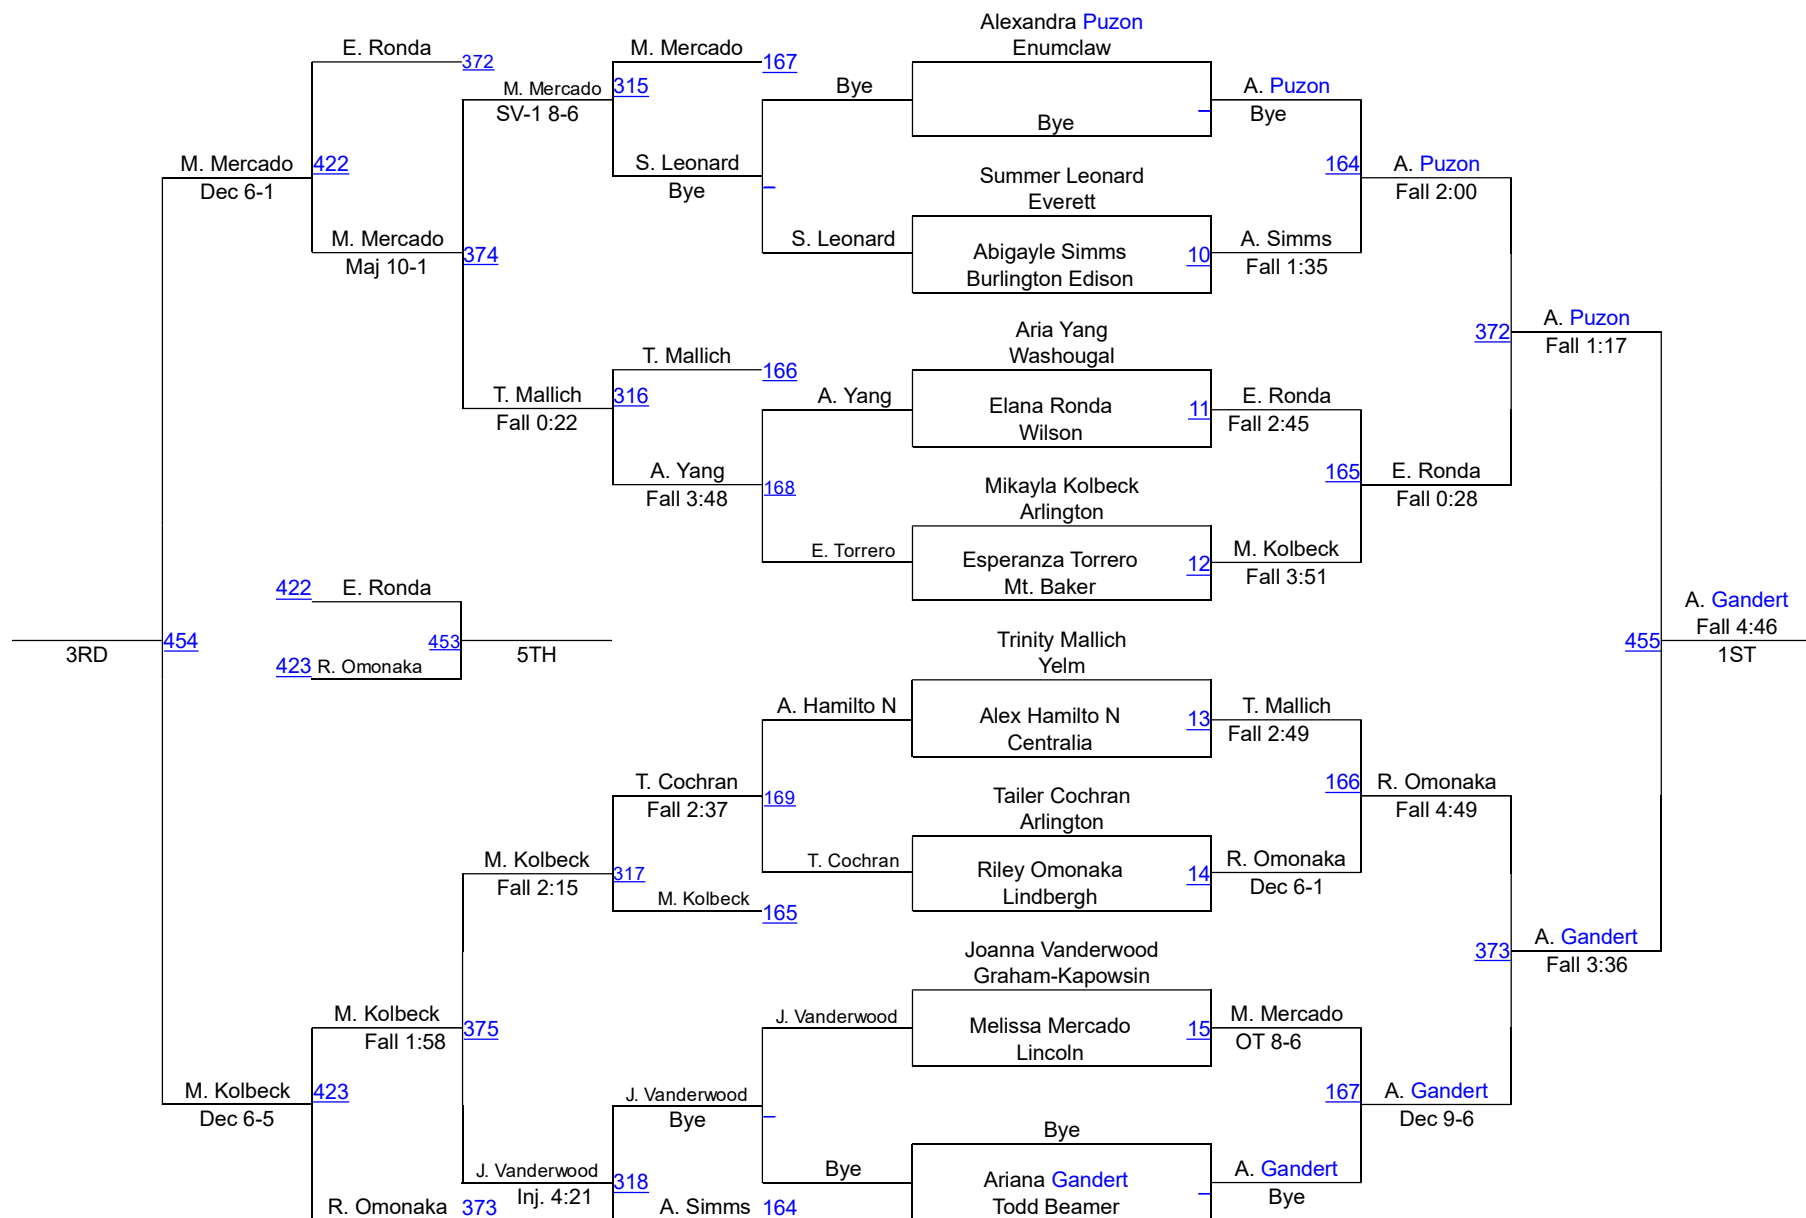 Alexandra Puzon
E. Ronda
M. Mercado
Enumclaw
372
167
M. Mercado
315
Bye
A. Puzon
SV-1 8-6
Bye
Bye
M. Mercado
422
S. Leonard
164
A. Puzon
Dec 6-1
Bye
Summer Leonard
Fall 2:00
Everett
M. Mercado
S. Leonard
A. Simms
374
Abigayle Simms
10
Maj 10-1
Fall 1:35
Burlington Edison
Aria Yang
A. Puzon
372
T. Mallich
Washougal
Fall 1:17
166
T. Mallich
316
A. Yang
Elana Ronda
11
E. Ronda
Fall 0:22
Wilson
Fall 2:45
A. Yang
165
E. Ronda
168
Mikayla Kolbeck
Fall 3:48
Fall 0:28
Arlington
E. Torrero
M. Kolbeck
Esperanza Torrero
12
Fall 3:51
422
E. Ronda
Mt. Baker
A. Gandert
Fall 4:46
454
453
Trinity Mallich
455
3RD
5TH
1ST
423
R. Omonaka
Yelm
A. Hamilto N
T. Mallich
Alex Hamilto N
13
Fall 2:49
Centralia
T. Cochran
166
R. Omonaka
169
Tailer Cochran
Fall 2:37
Fall 4:49
Arlington
M. Kolbeck
T. Cochran
R. Omonaka
317
Riley Omonaka
14
Fall 2:15
Dec 6-1
M. Kolbeck
Lindbergh
165
A. Gandert
373
Joanna Vanderwood
Fall 3:36
Graham-Kapowsin
M. Kolbeck
J. Vanderwood
M. Mercado
375
Melissa Mercado
15
Fall 1:58
OT 8-6
Lincoln
M. Kolbeck
423
J. Vanderwood
167
A. Gandert
Dec 6-5
Bye
Dec 9-6
Bye
J. Vanderwood
318
Bye
Ariana Gandert
A. Gandert
Inj. 4:21
Bye
R. Omonaka
373
A. Simms
164
Todd Beamer